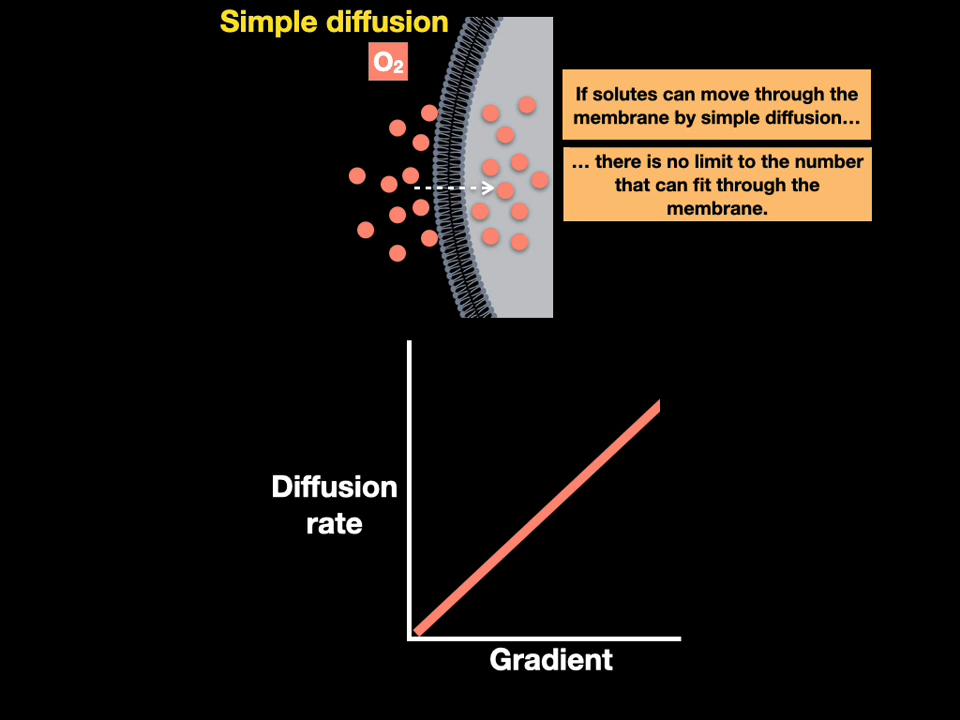 Simple diffusion
O₂
If solutes can move through the
membrane by simple diffusion…
… there is no limit to the number
that can fit through the
membrane.
Diffusion
rate
Gradient